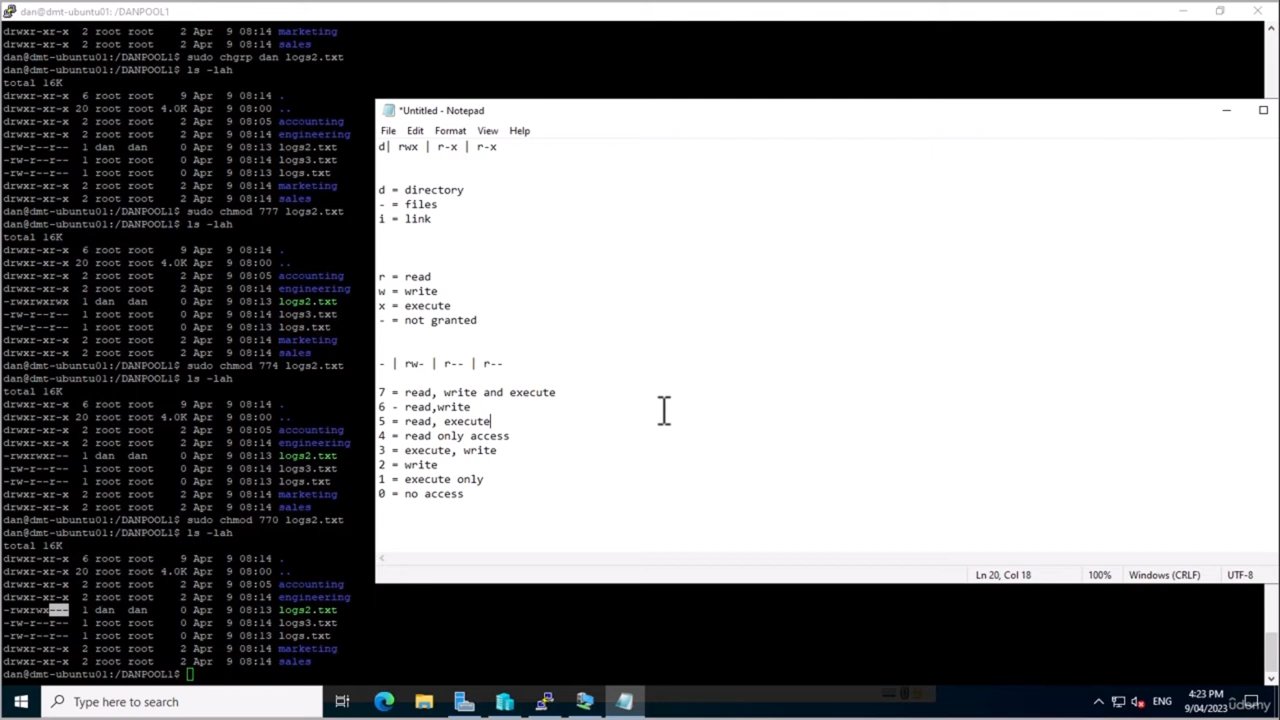 dan@dmt-ubuntu01: /DANPOOL1
drwxr-xr-x 2 root root 2 Apr 9 08:14 marketing
drwxr-xr-x 2 root root 2 Apr 9 08:14 sales
dan@dmt-ubuntu01:/DANPOOL1$ sudo chgrp dan logs2.txt
dan@dmt-ubuntu01:/DANPOOL1$ ls -lah
total 16K
drwxr-xr-x 6 root root 9 Apr 9 08:14 .
drwxr-xr-x 20 root root 4.0K Apr 9 08:00 ..
drwxr-xr-x 2 root root 2 Apr 9 08:05 accounting
drwxr-xr-x 2 root root 2 Apr 9 08:14 engineering
-rw-r--r-- 1 dan dan 0 Apr 9 08:13 logs2.txt
-rw-r--r-- 1 root root 0 Apr 9 08:13 logs3.txt
-rw-r--r-- 1 root root 0 Apr 9 08:13 logs.txt
drwxr-xr-x 2 root root 2 Apr 9 08:14 marketing
drwxr-xr-x 2 root root 2 Apr 9 08:14 sales
dan@dmt-ubuntu01:/DANPOOL1$ sudo chmod 777 logs2.txt
dan@dmt-ubuntu01:/DANPOOL1$ ls -lah
total 16K
drwxr-xr-x 6 root root 9 Apr 9 08:14 .
drwxr-xr-x 20 root root 4.0K Apr 9 08:00 ..
drwxr-xr-x 2 root root 2 Apr 9 08:05 accounting
drwxr-xr-x 2 root root 2 Apr 9 08:14 engineering
-rwxrwxrwx 1 dan dan 0 Apr 9 08:13 logs2.txt
-rw-r--r-- 1 root root 0 Apr 9 08:13 logs3.txt
-rw-r--r-- 1 root root 0 Apr 9 08:13 logs.txt
drwxr-xr-x 2 root root 2 Apr 9 08:14 marketing
drwxr-xr-x 2 root root 2 Apr 9 08:14 sales
dan@dmt-ubuntu01:/DANPOOL1$ sudo chmod 774 logs2.txt
dan@dmt-ubuntu01:/DANPOOL1$ ls -lah
total 16K
drwxr-xr-x 6 root root 9 Apr 9 08:14 .
drwxr-xr-x 20 root root 4.0K Apr 9 08:00 ..
drwxr-xr-x 2 root root 2 Apr 9 08:05 accounting
drwxr-xr-x 2 root root 2 Apr 9 08:14 engineering
-rwxrwxr-- 1 dan dan 0 Apr 9 08:13 logs2.txt
-rw-r--r-- 1 root root 0 Apr 9 08:13 logs3.txt
-rw-r--r-- 1 root root 0 Apr 9 08:13 logs.txt
drwxr-xr-x 2 root root 2 Apr 9 08:14 marketing
drwxr-xr-x 2 root root 2 Apr 9 08:14 sales
dan@dmt-ubuntu01:/DANPOOL1$ sudo chmod 770 logs2.txt
dan@dmt-ubuntu01:/DANPOOL1$ ls -lah
total 16K
drwxr-xr-x 6 root root 9 Apr 9 08:14 .
drwxr-xr-x 20 root root 4.0K Apr 9 08:00 ..
drwxr-xr-x 2 root root 2 Apr 9 08:05 accounting
drwxr-xr-x 2 root root 2 Apr 9 08:14 engineering
-rwxrwx--- 1 dan dan 0 Apr 9 08:13 logs2.txt
-rw-r--r-- 1 root root 0 Apr 9 08:13 logs3.txt
-rw-r--r-- 1 root root 0 Apr 9 08:13 logs.txt
drwxr-xr-x 2 root root 2 Apr 9 08:14 marketing
drwxr-xr-x 2 root root 2 Apr 9 08:14 sales
dan@dmt-ubuntu01:/DANPOOL1$
*Untitled - Notepad
File Edit Format View Help
d| rwx | r-x | r-x
d = directory
- = files
i = link
r = read
w = write
x = execute
- = not granted
- | rw- | r-- | r--
7 = read, write and execute
6 - read,write
5 = read, execute
4 = read only access
3 = execute, write
2 = write
1 = execute only
0 = no access
Ln 20, Col 18 100% Windows (CRLF) UTF-8
Type here to search
ENG
4:23 PM
9/04/2023
udemy